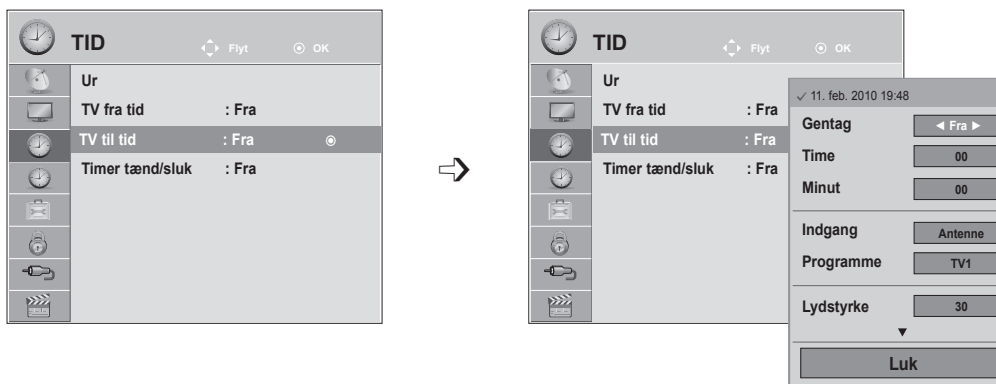 TID Flyt OK
Ur
TV fra tid : Fra
TV til tid : Fra
Timer tænd/sluk : Fra
TID Flyt OK
Ur
TV fra tid : Fra
TV til tid : Fra
Timer tænd/sluk : Fra
✓ 11. feb. 2010 19:48
Gentag ◀ Fra ▶
Time 00
Minut 00
Indgang Antenne
Programme TV1
Lydstyrke 30
▼
Luk